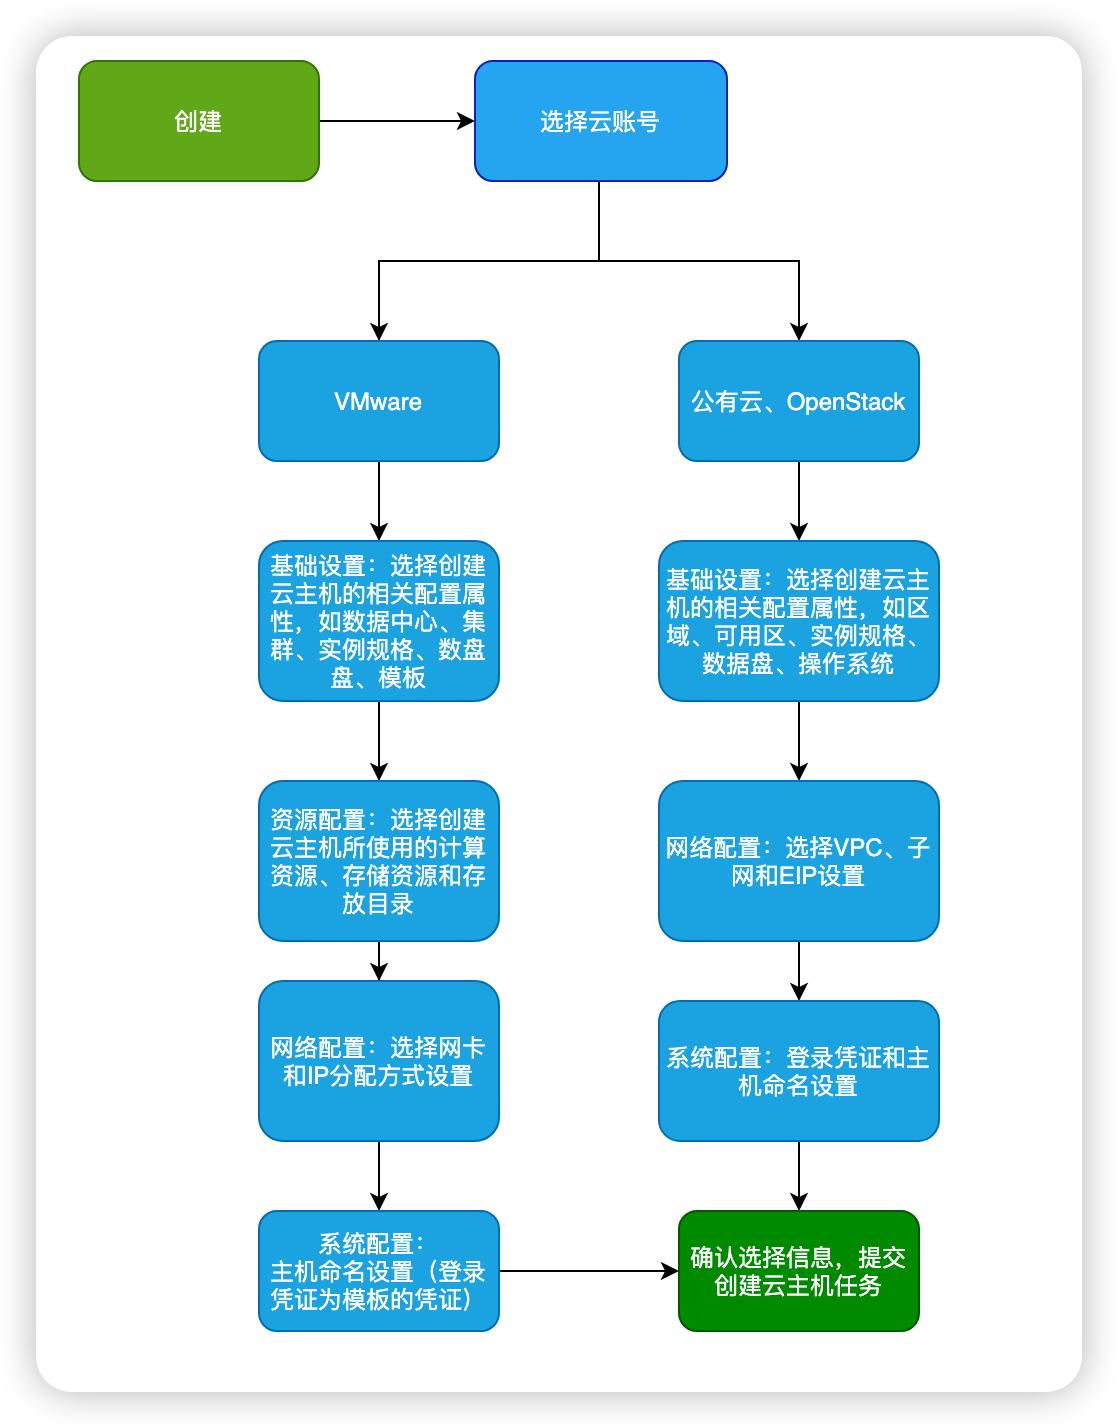 创建
选择云账号
VMware
公有云、OpenStack
基础设置：选择创建
云主机的相关配置属
性，如数据中心、集
群、实例规格、数盘
盘、模板
基础设置：选择创建云主
机的相关配置属性，如区
域、可用区、实例规格、
数据盘、操作系统
资源配置：选择创建
云主机所使用的计算
资源、存储资源和存
放目录
网络配置：选择VPC、子
网和EIP设置
网络配置：选择网卡
和IP分配方式设置
系统配置：登录凭证和主
机命名设置
系统配置：
主机命名设置（登录
凭证为模板的凭证）
确认选择信息，提交
创建云主机任务